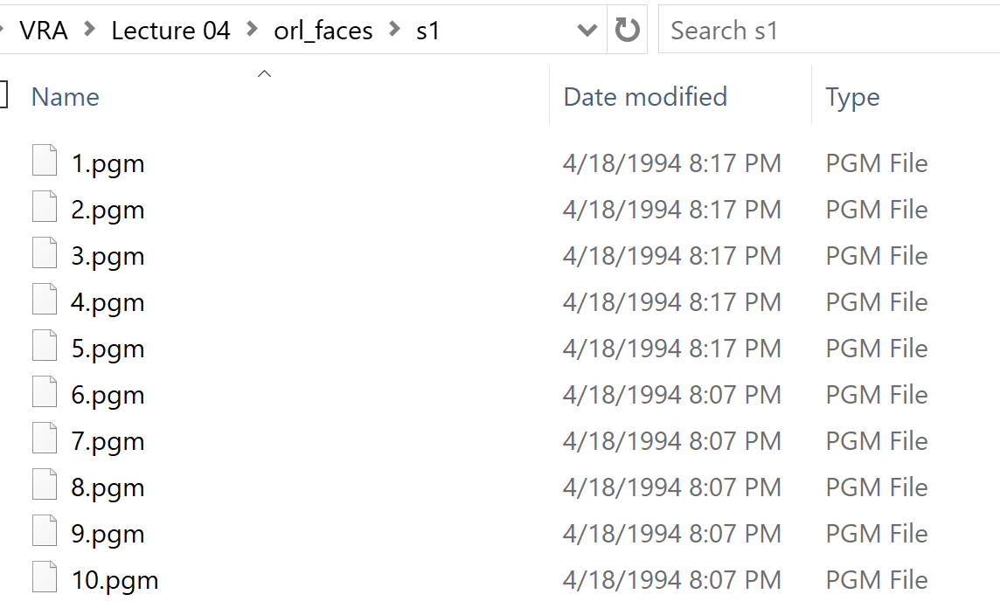 VRA > Lecture 04 > orl_faces > s1 Search s1
Name Date modified Type
1.pgm 4/18/1994 8:17 PM PGM File
2.pgm 4/18/1994 8:17 PM PGM File
3.pgm 4/18/1994 8:17 PM PGM File
4.pgm 4/18/1994 8:17 PM PGM File
5.pgm 4/18/1994 8:17 PM PGM File
6.pgm 4/18/1994 8:07 PM PGM File
7.pgm 4/18/1994 8:07 PM PGM File
8.pgm 4/18/1994 8:07 PM PGM File
9.pgm 4/18/1994 8:07 PM PGM File
10.pgm 4/18/1994 8:07 PM PGM File